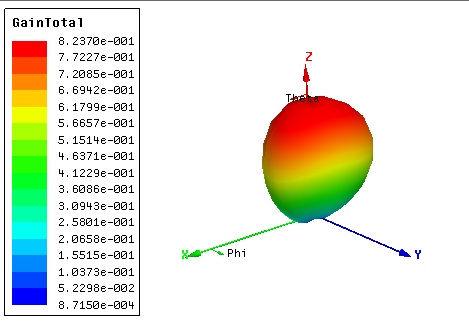 GainTotal
8.2370e-001
7.7227e-001
7.2085e-001
6.6942e-001
6.1799e-001
5.6657e-001
5.1514e-001
4.6371e-001
4.1229e-001
3.6086e-001
3.0943e-001
2.5801e-001
2.0658e-001
1.5515e-001
1.0373e-001
5.2298e-002
8.7150e-004
Z
Theta
X
Phi
Y